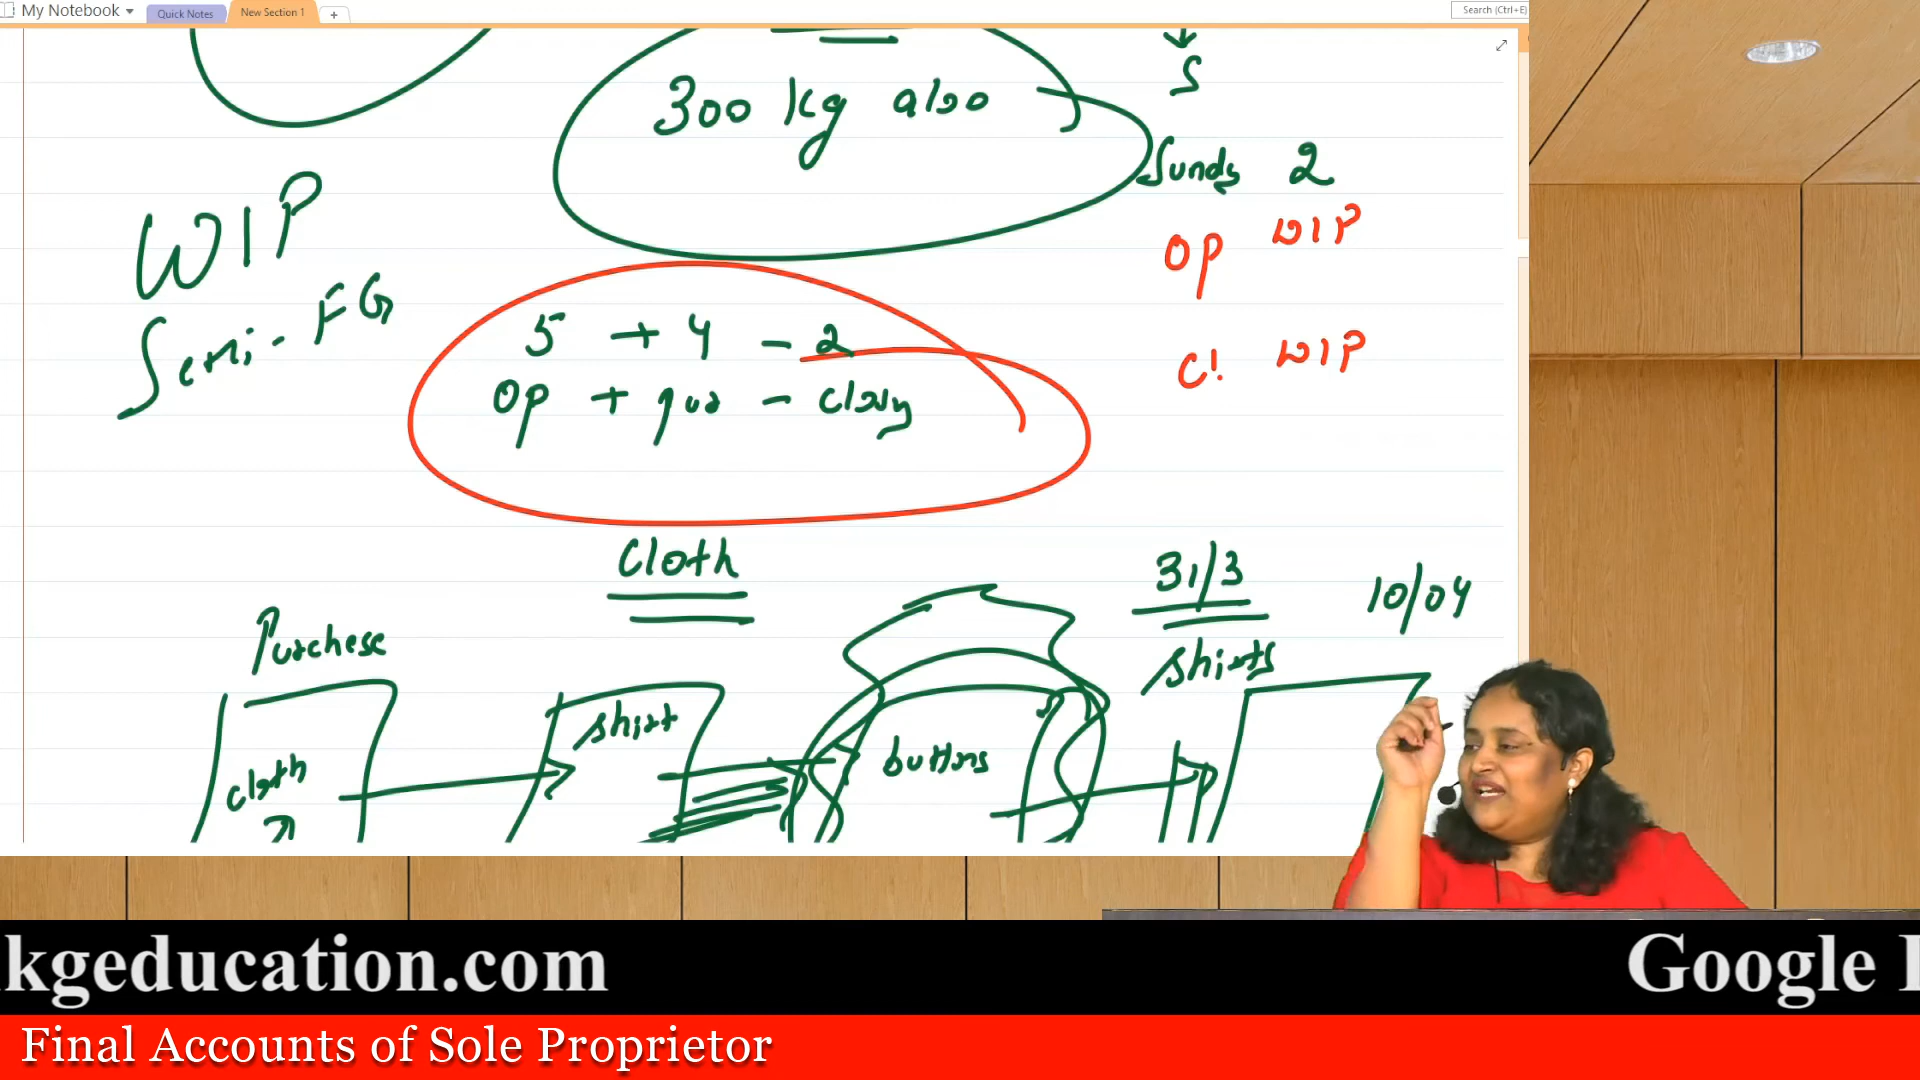 My Notebook
Quick Notes
New Section 1
+
Search (Ctrl+E)
300 kg also
S
Sunday 2
WIP
Semi-FG
OP WIP
Cl WIP
5 + 4 - 2
OP + pur - closing
Cloth
31/3
10/04
Purchese
shirts
shirt
cloth
buttons
kgeducation.com
Google
Final Accounts of Sole Proprietor